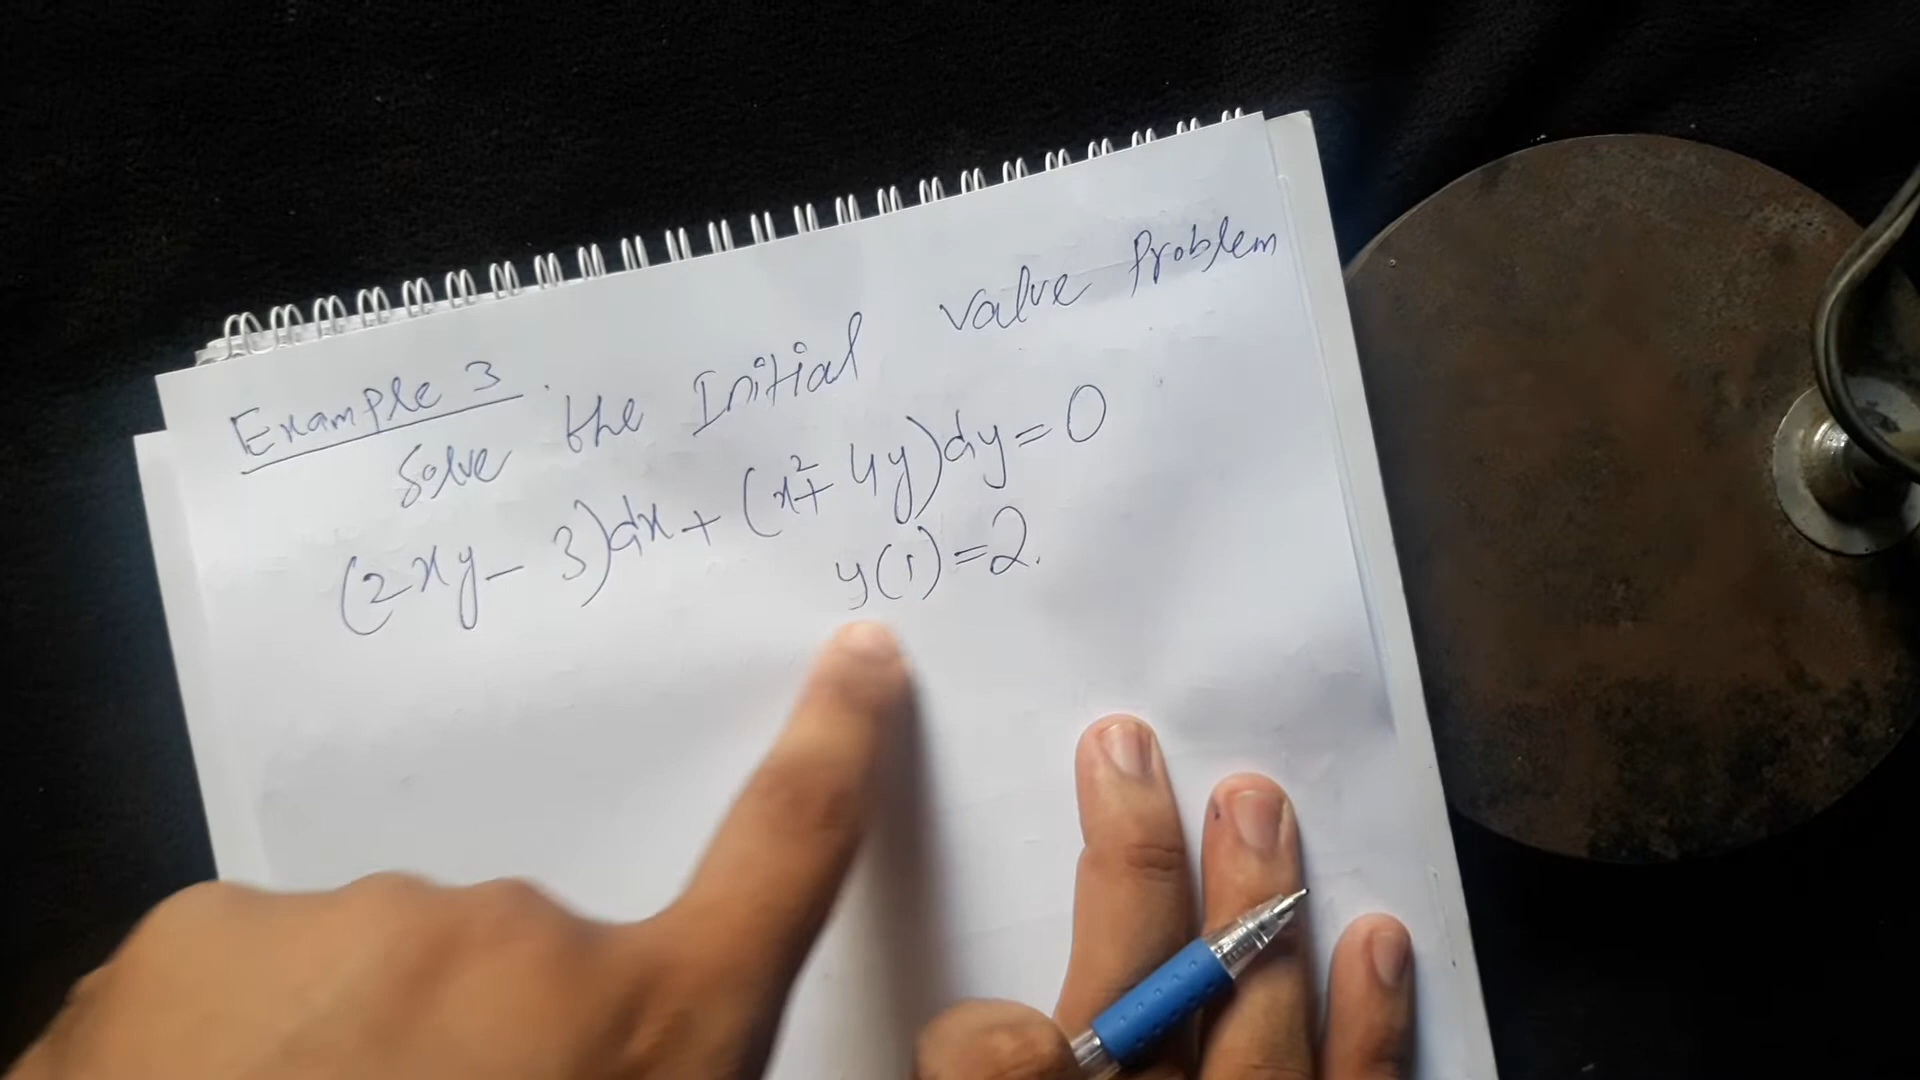 Example 3.
Solve the Initial value Problem
(2xy - 3)dx + (x² + 4y)dy = 0
y(1) = 2.